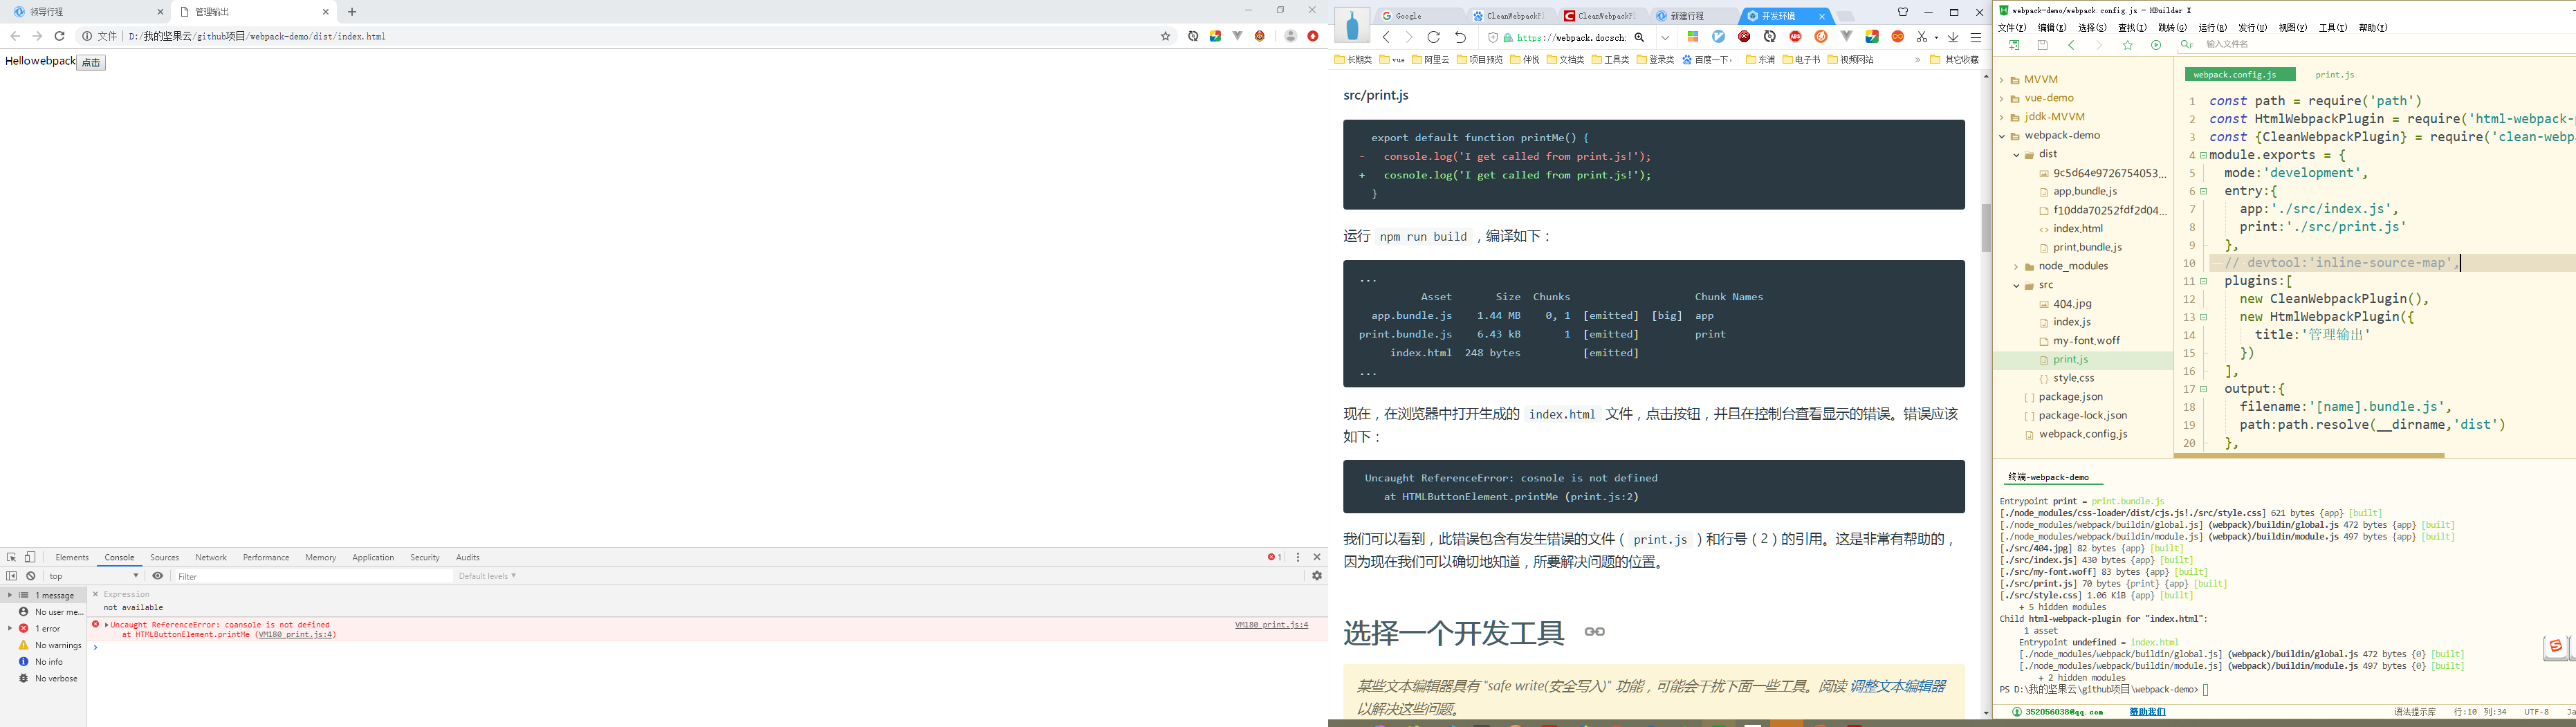 领导行程
管理输出
文件 | D:/我的坚果云/github项目/webpack-demo/dist/index.html
Hellowebpack 点击
Elements Console Sources Network Performance Memory Application Security Audits 1
top Filter Default levels
1 message
No user me...
1 error
No warnings
No info
No verbose
Expression
not available
Uncaught ReferenceError: coansole is not defined
at HTMLButtonElement.printMe (VM180 print.js:4)
VM180 print.js:4
Google CleanWebpackPl CleanWebpackP 新建行程 开发环境
https://webpack.docsch
长期类 vue 阿里云 项目预览 伴悦 文档类 工具类 登录类 百度一下 东浦 电子书 视频网站 » 其它收藏
src/print.js
export default function printMe() {
- console.log('I get called from print.js!');
+ cosnole.log('I get called from print.js!');
}
运行 npm run build ，编译如下：
...
Asset Size Chunks Chunk Names
app.bundle.js 1.44 MB 0, 1 [emitted] [big] app
print.bundle.js 6.43 kB 1 [emitted] print
index.html 248 bytes [emitted]
...
现在，在浏览器中打开生成的 index.html 文件，点击按钮，并且在控制台查看显示的错误。错误应该
如下：
Uncaught ReferenceError: cosnole is not defined
at HTMLButtonElement.printMe (print.js:2)
我们可以看到，此错误包含有发生错误的文件（ print.js ）和行号（2）的引用。这是非常有帮助的，
因为现在我们可以确切地知道，所要解决问题的位置。
选择一个开发工具
某些文本编辑器具有 "safe write(安全写入)" 功能，可能会干扰下面一些工具。阅读 调整文本编辑器
以解决这些问题。
webpack-demo/webpack.config.js - HBuilder X
文件(F) 编辑(E) 选择(S) 查找(I) 跳转(G) 运行(R) 发行(U) 视图(V) 工具(T) 帮助(Y)
输入文件名
MVVM
vue-demo
jddk-MVVM
webpack-demo
dist
9c5d64e9726754053...
app.bundle.js
f10dda70252fdf2d04...
index.html
print.bundle.js
node_modules
src
404.jpg
index.js
my-font.woff
print.js
style.css
package.json
package-lock.json
webpack.config.js
webpack.config.js print.js
1 const path = require('path')
2 const HtmlWebpackPlugin = require('html-webpack-
3 const {CleanWebpackPlugin} = require('clean-webp
4 module.exports = {
5 mode:'development',
6 entry:{
7 app:'./src/index.js',
8 print:'./src/print.js'
9 },
10 // devtool:'inline-source-map',
11 plugins:[
12 new CleanWebpackPlugin(),
13 new HtmlWebpackPlugin({
14 title:'管理输出'
15 })
16 ],
17 output:{
18 filename:'[name].bundle.js',
19 path:path.resolve(__dirname,'dist')
20 },
终端-webpack-demo
Entrypoint print = print.bundle.js
[./node_modules/css-loader/dist/cjs.js!./src/style.css] 621 bytes {app} [built]
[./node_modules/webpack/buildin/global.js] (webpack)/buildin/global.js 472 bytes {app} [built]
[./node_modules/webpack/buildin/module.js] (webpack)/buildin/module.js 497 bytes {app} [built]
[./src/404.jpg] 82 bytes {app} [built]
[./src/index.js] 430 bytes {app} [built]
[./src/my-font.woff] 83 bytes {app} [built]
[./src/print.js] 70 bytes {print} {app} [built]
[./src/style.css] 1.06 KiB {app} [built]
+ 5 hidden modules
Child html-webpack-plugin for "index.html":
1 asset
Entrypoint undefined = index.html
[./node_modules/webpack/buildin/global.js] (webpack)/buildin/global.js 472 bytes {0} [built]
[./node_modules/webpack/buildin/module.js] (webpack)/buildin/module.js 497 bytes {0} [built]
+ 2 hidden modules
PS D:\我的坚果云\github项目\webpack-demo>
352056038@qq.com 赞助我们 语法提示库 行:10 列:34 UTF-8 Ja